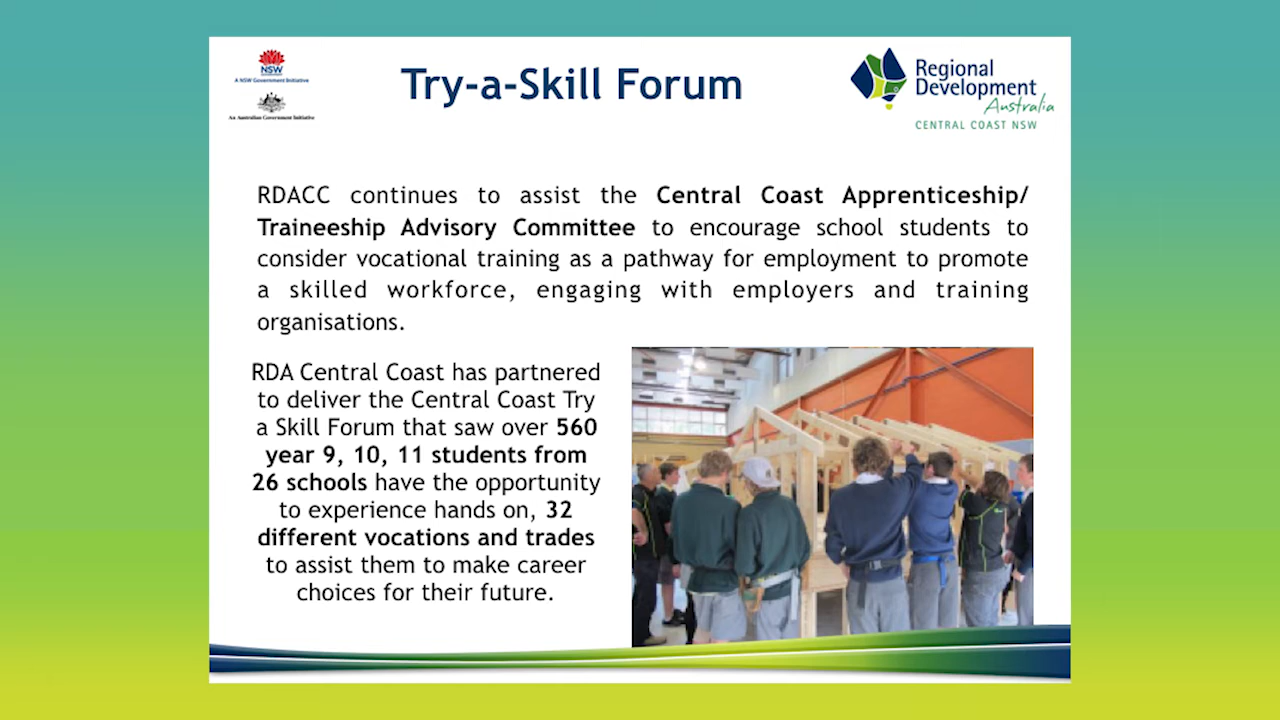 NSW
A NSW Government Initiative
An Australian Government Initiative
Try-a-Skill Forum
Regional
Development
Australia
CENTRAL COAST NSW
RDACC continues to assist the Central Coast Apprenticeship/
Traineeship Advisory Committee to encourage school students to
consider vocational training as a pathway for employment to promote
a skilled workforce, engaging with employers and training
organisations.
RDA Central Coast has partnered
to deliver the Central Coast Try
a Skill Forum that saw over 560
year 9, 10, 11 students from
26 schools have the opportunity
to experience hands on, 32
different vocations and trades
to assist them to make career
choices for their future.